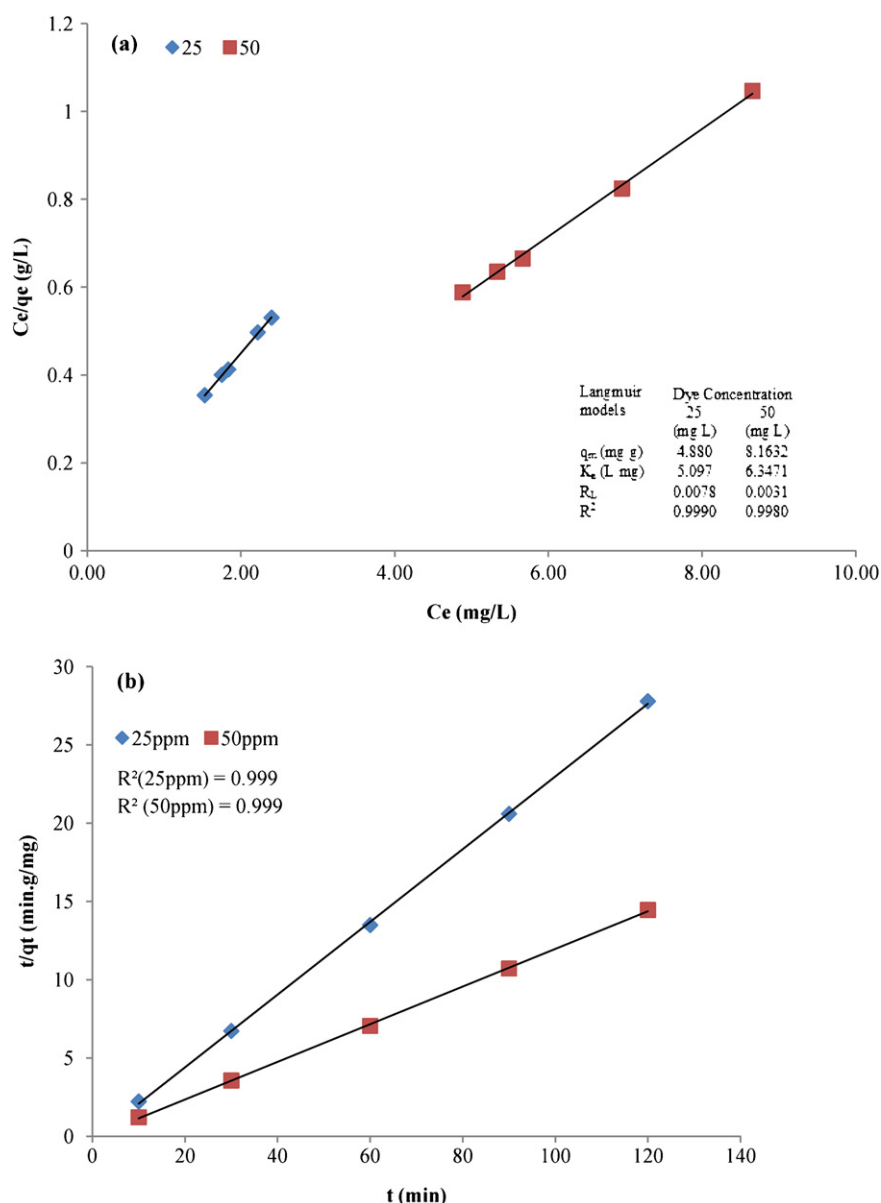 (a)
25 50
1.2
1
0.8
0.6
0.4
0.2
0
Ce/qe (g/L)
0.00 2.00 4.00 6.00 8.00 10.00
Ce (mg/L)
Langmuir Dye Concentration
models 25 50
(mg L) (mg L)
qm (mg g) 4.880 8.1632
(L mg) 5.097 6.3471
RL 0.0078 0.0031
R² 0.9990 0.9980
(b)
25ppm 50ppm
R²(25ppm) = 0.999
R² (50ppm) = 0.999
30
25
20
15
10
5
0
t/qt (min.g/mg)
0 20 40 60 80 100 120 140
t (min)